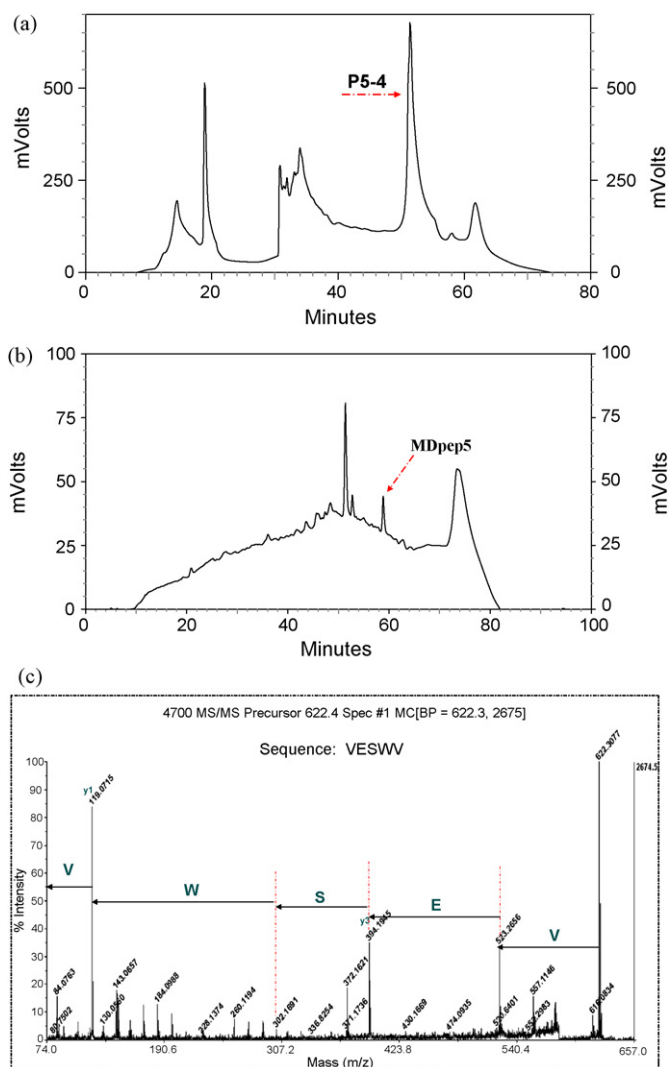 (a)
P5-4
mVolts
500
250
0
500
250
0
mVolts
0 20 40 60 80
Minutes
(b)
100
75
50
25
0
100
75
50
25
0
mVolts
mVolts
MDpep5
0 20 40 60 80 100
Minutes
(c)
4700 MS/MS Precursor 622.4 Spec #1 MC[BP = 622.3, 2675]
Sequence: VESWV
2674.5
% Intensity
100
90
80
70
60
50
40
30
20
10
0
y1
119.0715
622.3077
V
W
S
E
V
y3
394.1945
523.2656
372.1621
84.0763
143.0657
184.0988
260.1194
302.1691
228.1374
336.8254
371.1736
430.1669
474.0935
557.1146
74.0 190.6 307.2 423.8 540.4 657.0
Mass (m/z)